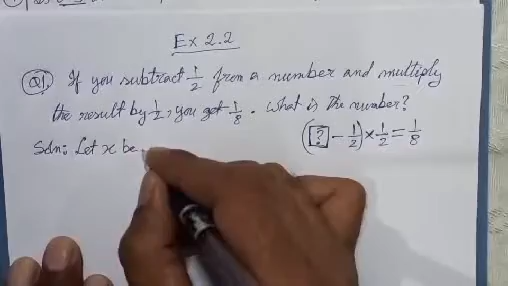 Ex 2.2
Q1. If you subtract 1/2 from a number and multiply
the result by 1/2, you get 1/8. What is the number?
([?] - 1/2) × 1/2 = 1/8
Soln: Let x be